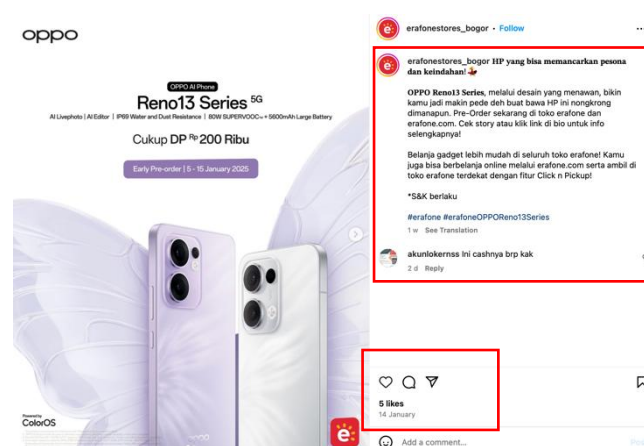 oppo
OPPO AI Phone
Reno13 Series 5G
AI Livephoto | AI Editor | IP69 Water and Dust Resistance | 80W SUPERVOOC + 5600mAh Large Battery
Cukup DP Rp 200 Ribu
Early Pre-order | 5 - 15 January 2025
Powered by
ColorOS
e:
erafonestores_bogor • Follow
erafonestores_bogor HP yang bisa memancarkan pesona
dan keindahan!💃
OPPO Reno13 Series, melalui desain yang menawan, bikin
kamu jadi makin pede deh buat bawa HP ini nongkrong
dimanapun. Pre-Order sekarang di toko erafone dan
erafone.com. Cek story atau klik link di bio untuk info
selengkapnya!
Belanja gadget lebih mudah di seluruh toko erafone! Kamu
juga bisa berbelanja online melalui erafone.com serta ambil di
toko erafone terdekat dengan fitur Click n Pickup!
*S&K berlaku
#erafone #erafoneOPPOReno13Series
1 w See Translation
akunlokernss Ini cashnya brp kak
2 d Reply
5 likes
14 January
Add a comment...